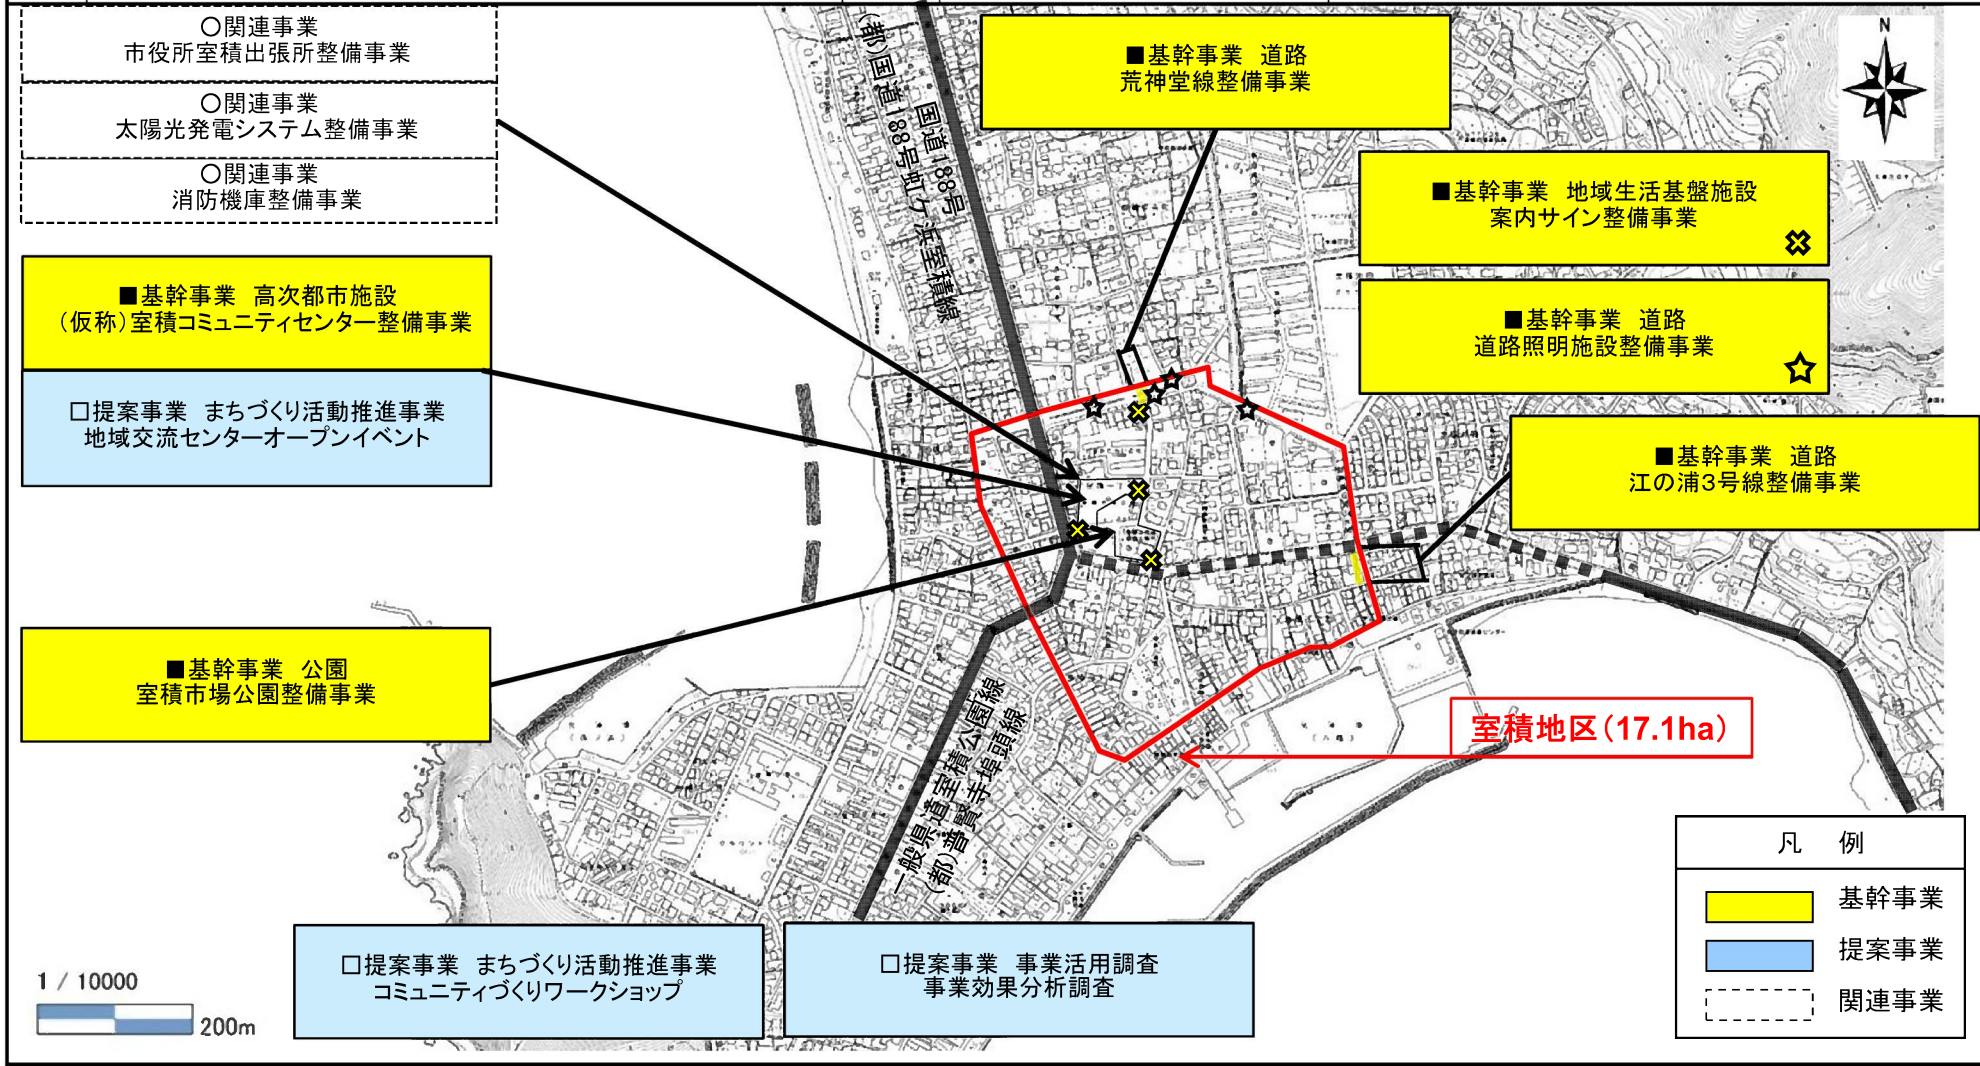 〇関連事業
市役所室積出張所整備事業
〇関連事業
太陽光発電システム整備事業
〇関連事業
消防機庫整備事業
■基幹事業　高次都市施設
（仮称）室積コミュニティセンター整備事業
□提案事業　まちづくり活動推進事業
地域交流センターオープンイベント
■基幹事業　公園
室積市場公園整備事業
国道188号
(都)国道188号虹ケ浜室積線
■基幹事業　道路
荒神堂線整備事業
N
■基幹事業　地域生活基盤施設
案内サイン整備事業
■基幹事業　道路
道路照明施設整備事業
■基幹事業　道路
江の浦3号線整備事業
室積地区（17.1ha）
一般県道室積公園線
(都)普賢寺埠頭線
□提案事業　まちづくり活動推進事業
コミュニティづくりワークショップ
□提案事業　事業活用調査
事業効果分析調査
1 / 10000
200m
凡　例
基幹事業
提案事業
関連事業